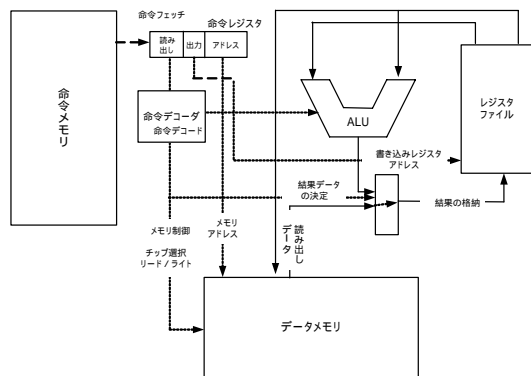 命令フェッチ
命令レジスタ
読み
出し
出力
アドレス
命令メモリ
命令デコーダ
命令デコード
ALU
レジスタ
ファイル
書き込みレジスタ
アドレス
結果データ
の決定
結果の格納
メモリ制御
チップ選択
リード/ライト
メモリ
アドレス
読み出し
データ
データメモリ